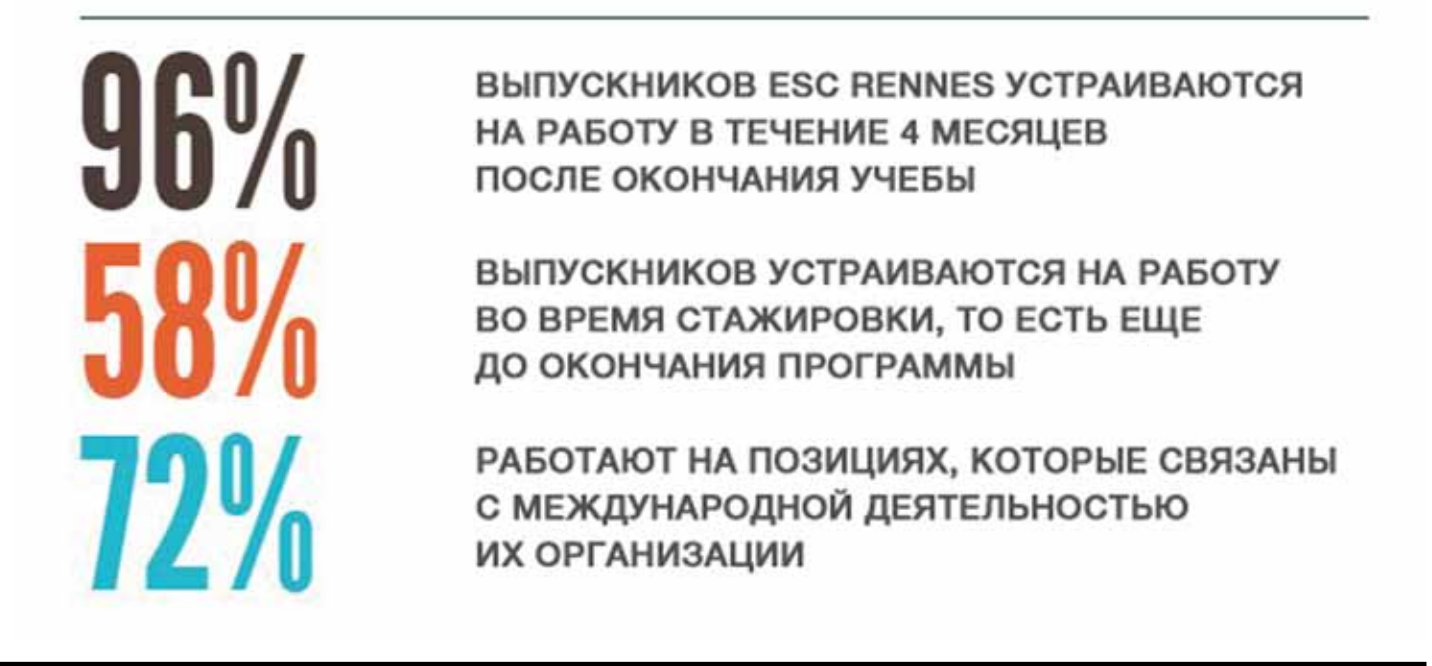 96%
ВЫПУСКНИКОВ ESC RENNES УСТРАИВАЮТСЯ
НА РАБОТУ В ТЕЧЕНИЕ 4 МЕСЯЦЕВ
ПОСЛЕ ОКОНЧАНИЯ УЧЕБЫ
58%
ВЫПУСКНИКОВ УСТРАИВАЮТСЯ НА РАБОТУ
ВО ВРЕМЯ СТАЖИРОВКИ, ТО ЕСТЬ ЕЩЕ
ДО ОКОНЧАНИЯ ПРОГРАММЫ
72%
РАБОТАЮТ НА ПОЗИЦИЯХ, КОТОРЫЕ СВЯЗАНЫ
С МЕЖДУНАРОДНОЙ ДЕЯТЕЛЬНОСТЬЮ
ИХ ОРГАНИЗАЦИИ